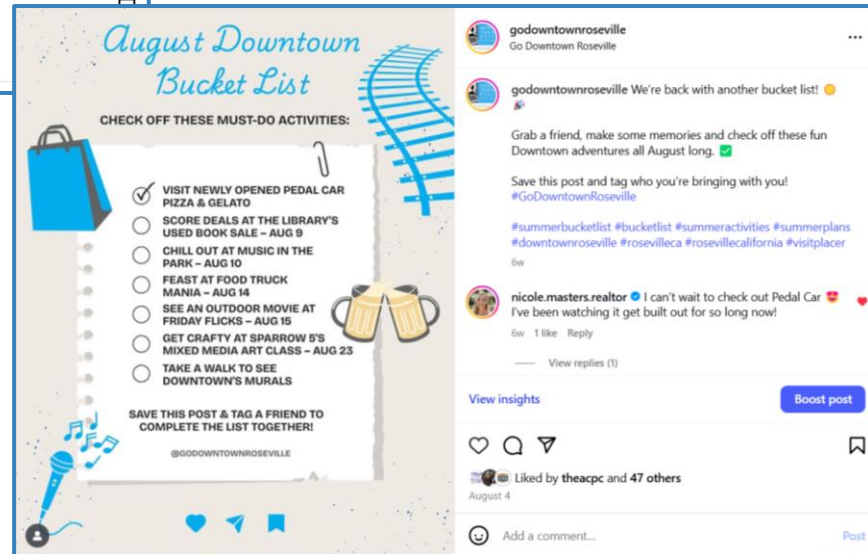 August Downtown
Bucket List
CHECK OFF THESE MUST-DO ACTIVITIES:
VISIT NEWLY OPENED PEDAL CAR
PIZZA & GELATO
SCORE DEALS AT THE LIBRARY'S
USED BOOK SALE – AUG 9
CHILL OUT AT MUSIC IN THE
PARK – AUG 10
FEAST AT FOOD TRUCK
MANIA – AUG 14
SEE AN OUTDOOR MOVIE AT
FRIDAY FLICKS – AUG 15
GET CRAFTY AT SPARROW 5'S
MIXED MEDIA ART CLASS – AUG 23
TAKE A WALK TO SEE
DOWNTOWN'S MURALS
SAVE THIS POST & TAG A FRIEND TO
COMPLETE THE LIST TOGETHER!
@GODOWNTOWNROSEVILLE
godowntownroseville
Go Downtown Roseville
godowntownroseville We're back with another bucket list! 🌞
🎉
Grab a friend, make some memories and check off these fun
Downtown adventures all August long. ✅
Save this post and tag who you're bringing with you!
#GoDowntownRoseville
#summerbucketlist #bucketlist #summeractivities #summerplans
#downtownroseville #rosevilleca #rosevillecalifornia #visitplacer
6w
nicole.masters.realtor I can't wait to check out Pedal Car 😍
I've been watching it get built out for so long now!
6w 1 like Reply
View replies (1)
View insights
Boost post
Liked by theacpc and 47 others
August 4
Add a comment...
Post